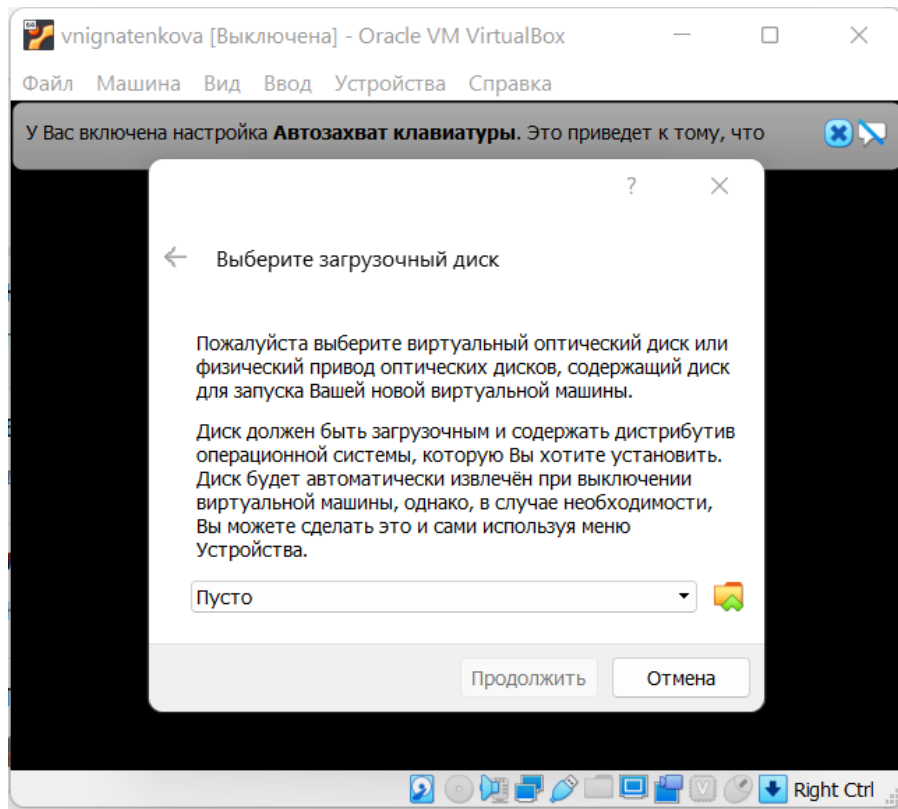 vnignatenkova [Выключена] - Oracle VM VirtualBox
Файл Машина Вид Ввод Устройства Справка
У Вас включена настройка Автозахват клавиатуры. Это приведет к тому, что
?
Выберите загрузочный диск
Пожалуйста выберите виртуальный оптический диск или
физический привод оптических дисков, содержащий диск
для запуска Вашей новой виртуальной машины.
Диск должен быть загрузочным и содержать дистрибутив
операционной системы, которую Вы хотите установить.
Диск будет автоматически извлечён при выключении
виртуальной машины, однако, в случае необходимости,
Вы можете сделать это и сами используя меню
Устройства.
Пусто
Продолжить Отмена
Right Ctrl